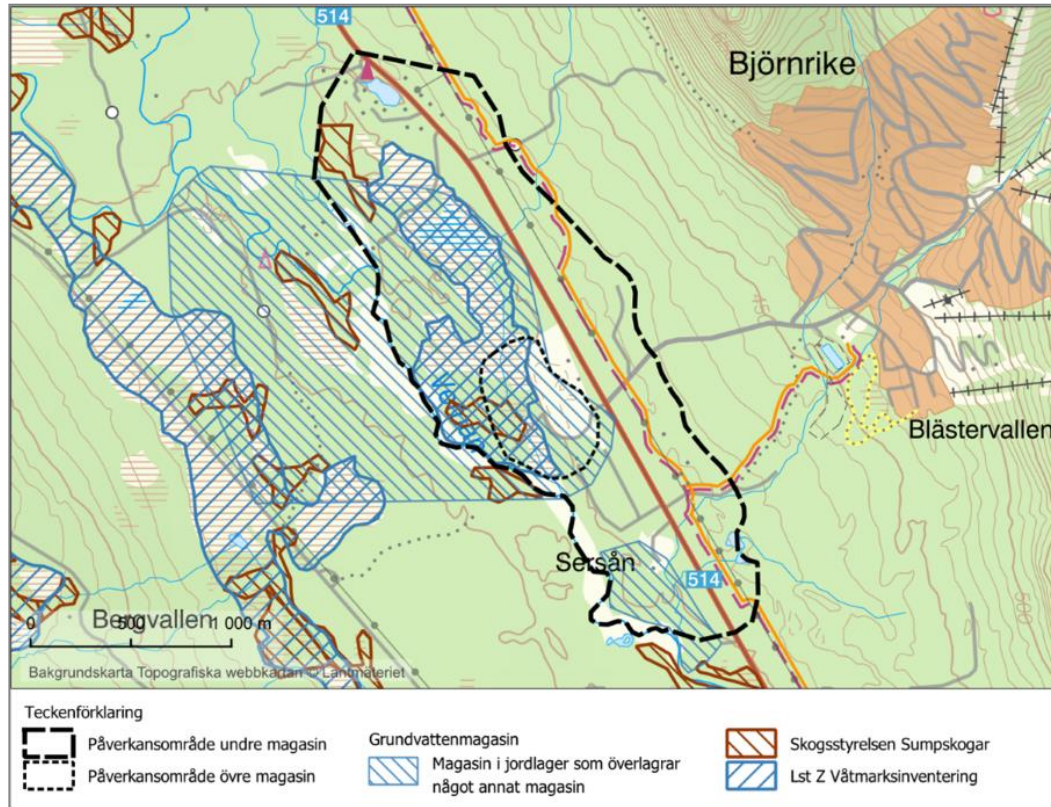 514
Björnrike
Blästervallen
Sersån
514
Bergvallen
0 500 1 000 m
Bakgrundskarta Topografiska webbkartan © Lantmäteriet
Teckenförklaring
Påverkansområde undre magasin
Påverkansområde övre magasin
Grundvattenmagasin
Magasin i jordlager som överlagrar
något annat magasin
Skogsstyrelsen Sumpskogar
Lst Z Våtmarksinventering